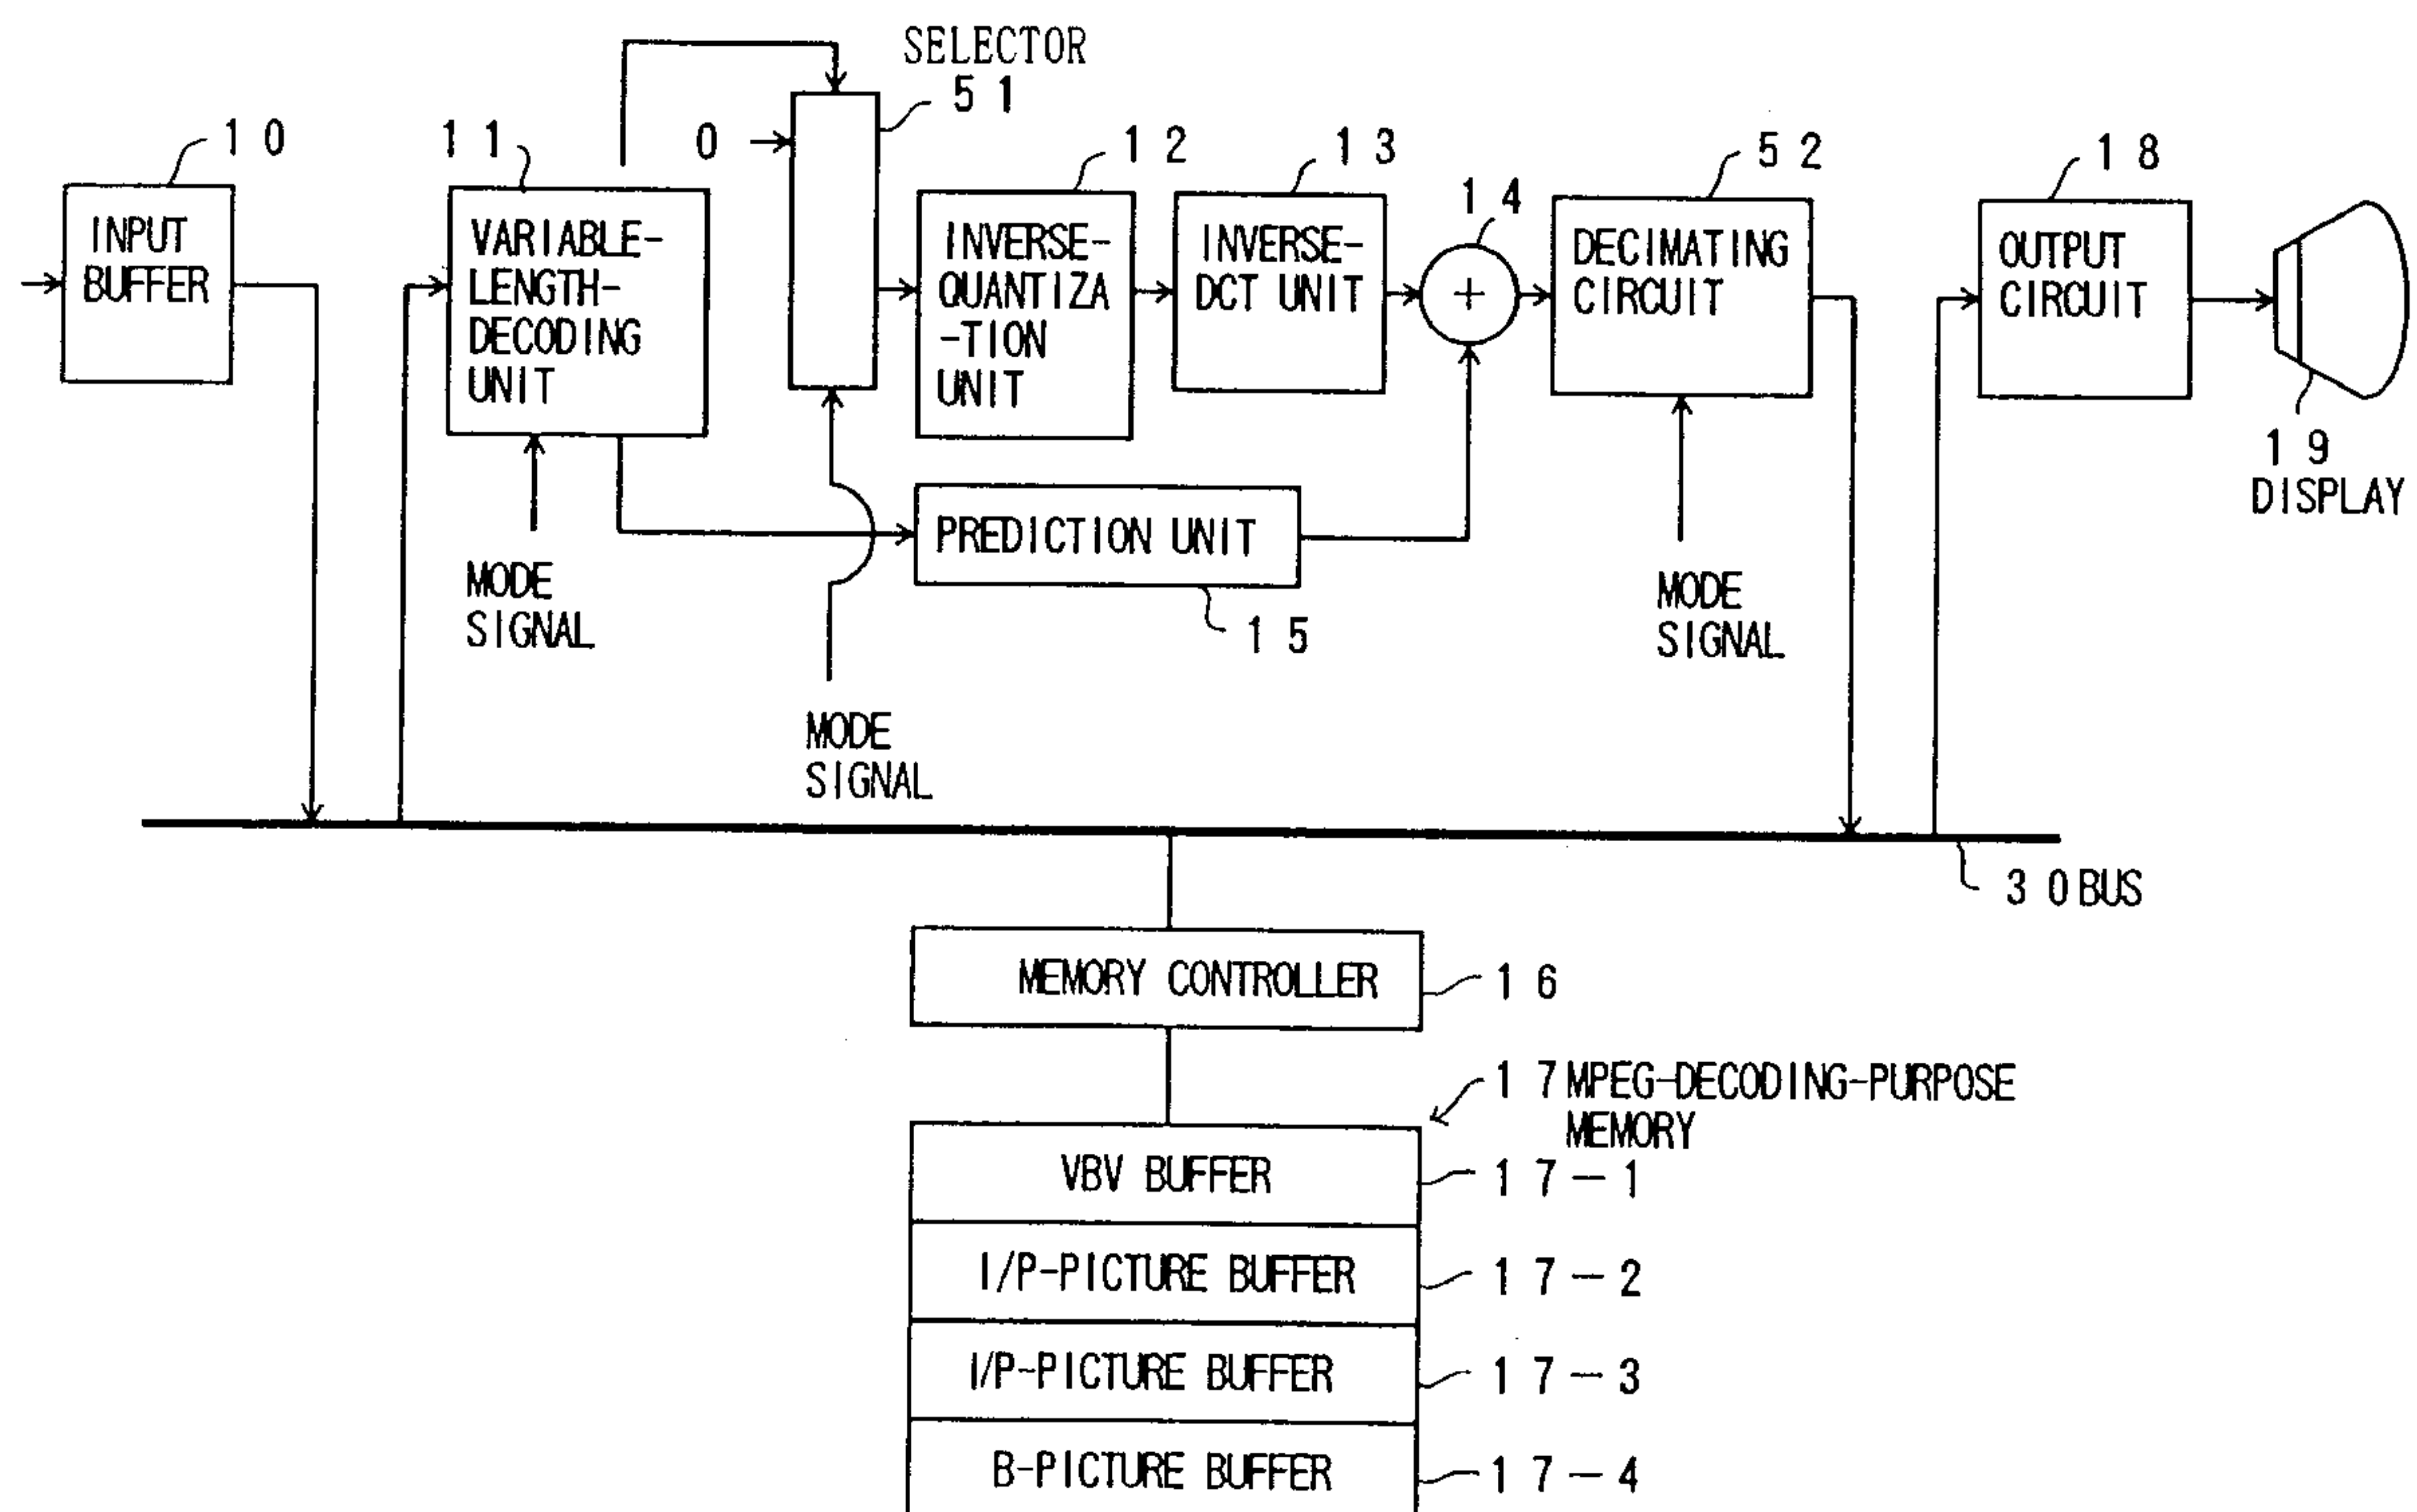 SELECTOR
5 1
1 0
1 1
0
1 2
1 3
1 4
5 2
1 8
INPUT
BUFFER
VARIABLE-
LENGTH-
DECODING
UNIT
INVERSE-
QUANTIZA
-TION
UNIT
INVERSE-
DCT UNIT
+
DECIMATING
CIRCUIT
OUTPUT
CIRCUIT
1 9
DISPLAY
MODE
SIGNAL
PREDICTION UNIT
1 5
MODE
SIGNAL
MODE
SIGNAL
3 0 BUS
MEMORY CONTROLLER
1 6
1 7 MPEG-DECODING-PURPOSE
MEMORY
VBV BUFFER
1 7 - 1
I/P-PICTURE BUFFER
1 7 - 2
I/P-PICTURE BUFFER
1 7 - 3
B-PICTURE BUFFER
1 7 - 4